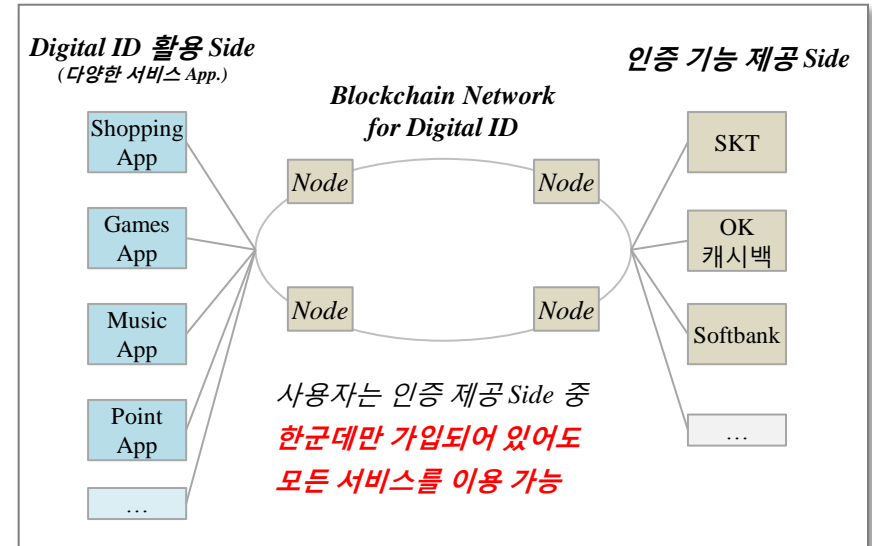 Digital ID 활용 Side
(다양한 서비스 App.)
인증 기능 제공 Side
Blockchain Network
for Digital ID
Shopping
App
Games
App
Music
App
Point
App
…
Node
Node
Node
Node
SKT
OK
캐시백
Softbank
…
사용자는 인증 제공 Side 중
한군데만 가입되어 있어도
모든 서비스를 이용 가능